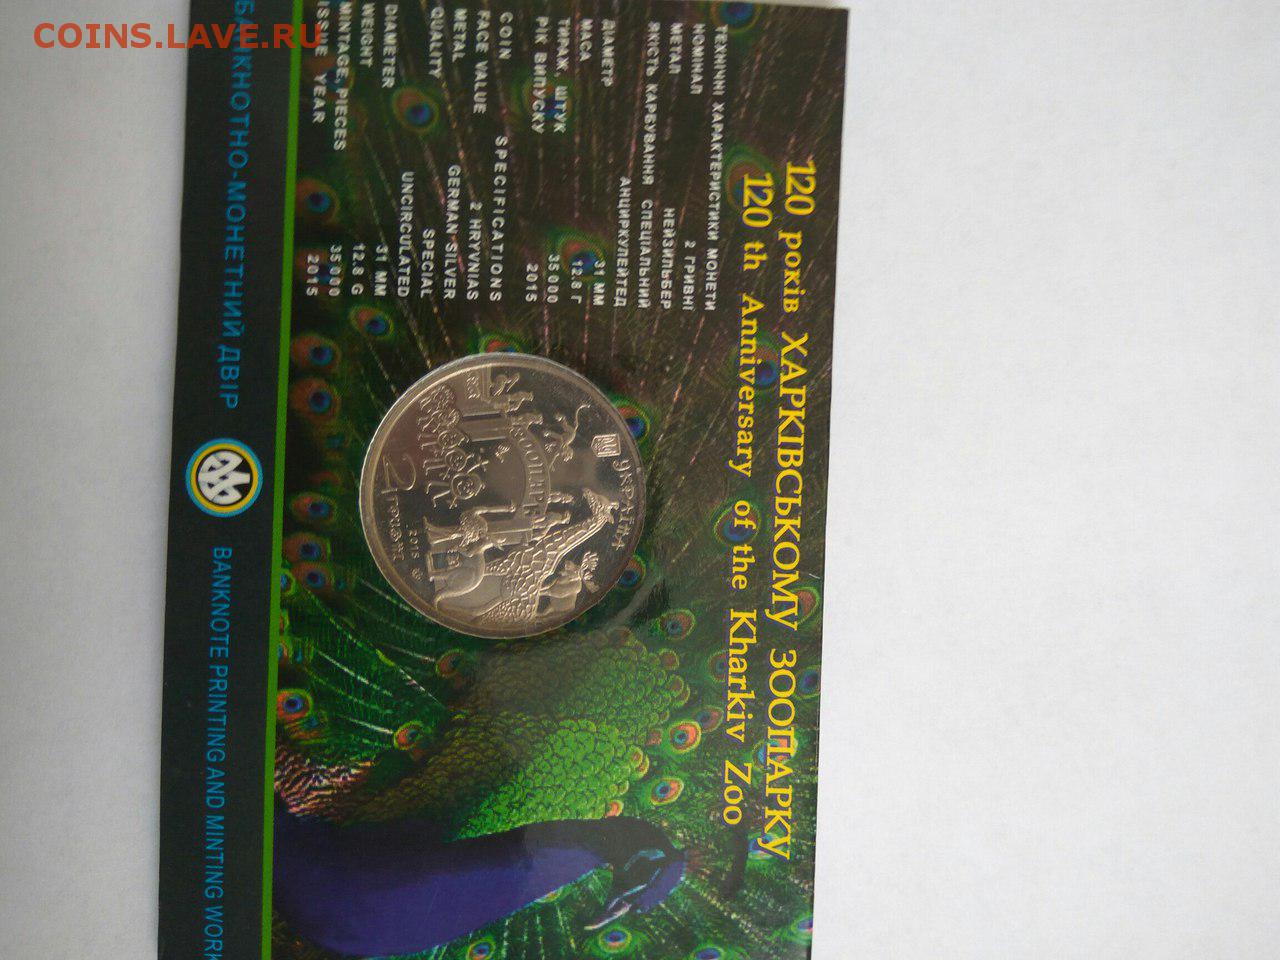 COINS.LAVE.RU
120 років ХАРКІВСЬКОМУ ЗООПАРКУ
120 th Anniversary of the Kharkiv Zoo
ТЕХНІЧНІ ХАРАКТЕРИСТИКИ МОНЕТИ
НОМІНАЛ 2 ГРИВНІ
МЕТАЛ НЕЙЗИЛЬБЕР
ЯКІСТЬ КАРБУВАННЯ СПЕЦІАЛЬНИЙ
АНЦИРКУЛЕЙТЕД
ДІАМЕТР 31 ММ
МАСА 12,8 Г
ТИРАЖ, ШТУК 35 000
РІК ВИПУСКУ 2015
COIN SPECIFICATIONS
FACE VALUE 2 HRYVNIAS
METAL GERMAN SILVER
QUALITY SPECIAL
UNCIRCULATED
DIAMETER 31 MM
WEIGHT 12.8 G
MINTAGE, PIECES 35 000
ISSUE YEAR 2015
УКРАЇНА
ЗООПАРК
2
ГРИВНІ
2015
БАНКНОТНО-МОНЕТНИЙ ДВІР
BANKNOTE PRINTING AND MINTING WORK